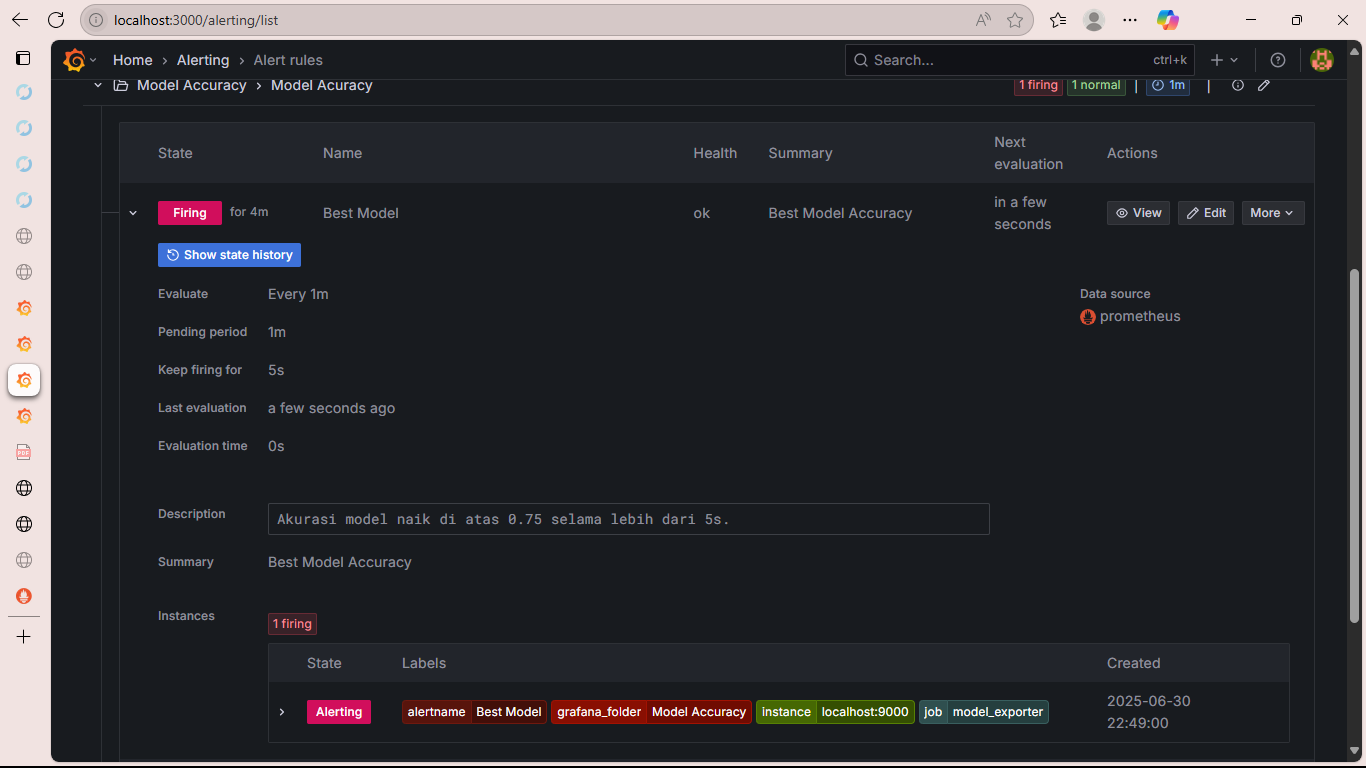 localhost:3000/alerting/list
Home › Alerting › Alert rules
Search... ctrl+k
Model Accuracy › Model Acuracy 1 firing 1 normal | 1m |
State Name Health Summary Next evaluation Actions
Firing for 4m Best Model ok Best Model Accuracy in a few seconds View Edit More
Show state history
Evaluate Every 1m Data source
prometheus
Pending period 1m
Keep firing for 5s
Last evaluation a few seconds ago
Evaluation time 0s
Description Akurasi model naik di atas 0.75 selama lebih dari 5s.
Summary Best Model Accuracy
Instances 1 firing
State Labels Created
Alerting alertname Best Model grafana_folder Model Accuracy instance localhost:9000 job model_exporter 2025-06-30 22:49:00